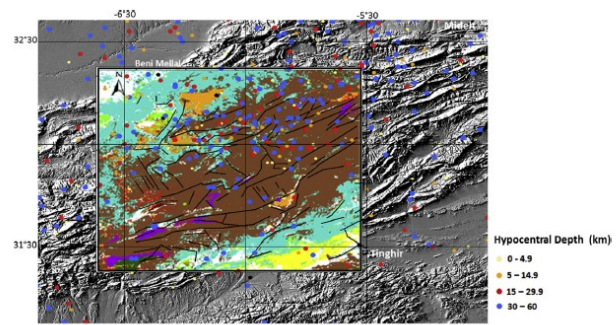 -6°30
-5°30
32°30
Midelt
Beni Mellal
N
31°30
Tinghir
Hypocentral Depth (km)
0 - 4.9
5 – 14.9
15 – 29.9
30 – 60